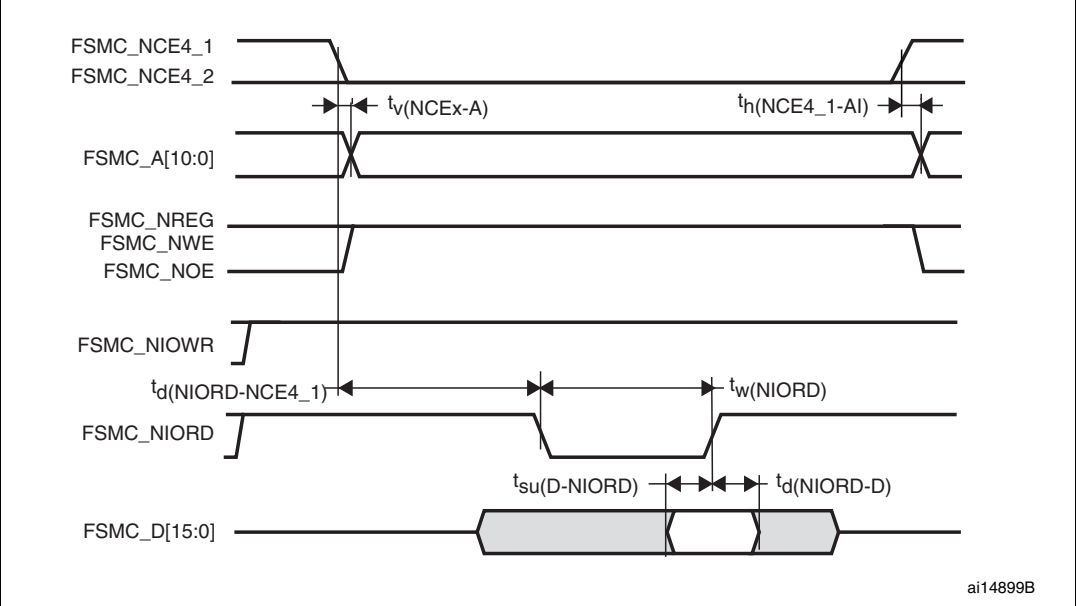 FSMC_NCE4_1
FSMC_NCE4_2
tv(NCEx-A)
th(NCE4_1-AI)
FSMC_A[10:0]
FSMC_NREG
FSMC_NWE
FSMC_NOE
FSMC_NIOWR
td(NIORD-NCE4_1)
tw(NIORD)
FSMC_NIORD
tsu(D-NIORD)
td(NIORD-D)
FSMC_D[15:0]
ai14899B